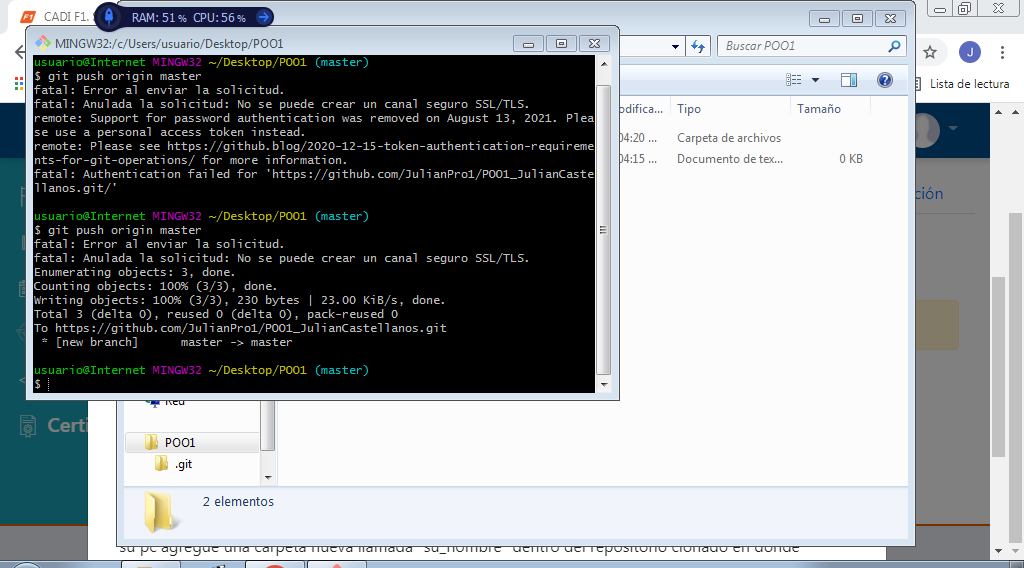 CADI F1.
RAM: 51 % CPU: 56 %
MINGW32:/c/Users/usuario/Desktop/POO1
usuario@Internet MINGW32 ~/Desktop/POO1 (master)
$ git push origin master
fatal: Error al enviar la solicitud.
fatal: Anulada la solicitud: No se puede crear un canal seguro SSL/TLS.
remote: Support for password authentication was removed on August 13, 2021. Plea
se use a personal access token instead.
remote: Please see https://github.blog/2020-12-15-token-authentication-requireme
nts-for-git-operations/ for more information.
fatal: Authentication failed for 'https://github.com/JulianPro1/POO1_JulianCaste
llanos.git/'
usuario@Internet MINGW32 ~/Desktop/POO1 (master)
$ git push origin master
fatal: Error al enviar la solicitud.
fatal: Anulada la solicitud: No se puede crear un canal seguro SSL/TLS.
Enumerating objects: 3, done.
Counting objects: 100% (3/3), done.
Writing objects: 100% (3/3), 230 bytes | 23.00 KiB/s, done.
Total 3 (delta 0), reused 0 (delta 0), pack-reused 0
To https://github.com/JulianPro1/POO1_JulianCastellanos.git
 * [new branch]      master -> master
usuario@Internet MINGW32 ~/Desktop/POO1 (master)
$
Buscar POO1
J
Lista de lectura
odifica... Tipo Tamaño
04:20 ... Carpeta de archivos
04:15 ... Documento de tex... 0 KB
ción
Certi
Red
POO1
.git
2 elementos
su pc agregue una carpeta nueva llamada "su_nombre" dentro del repositorio clonado en donde